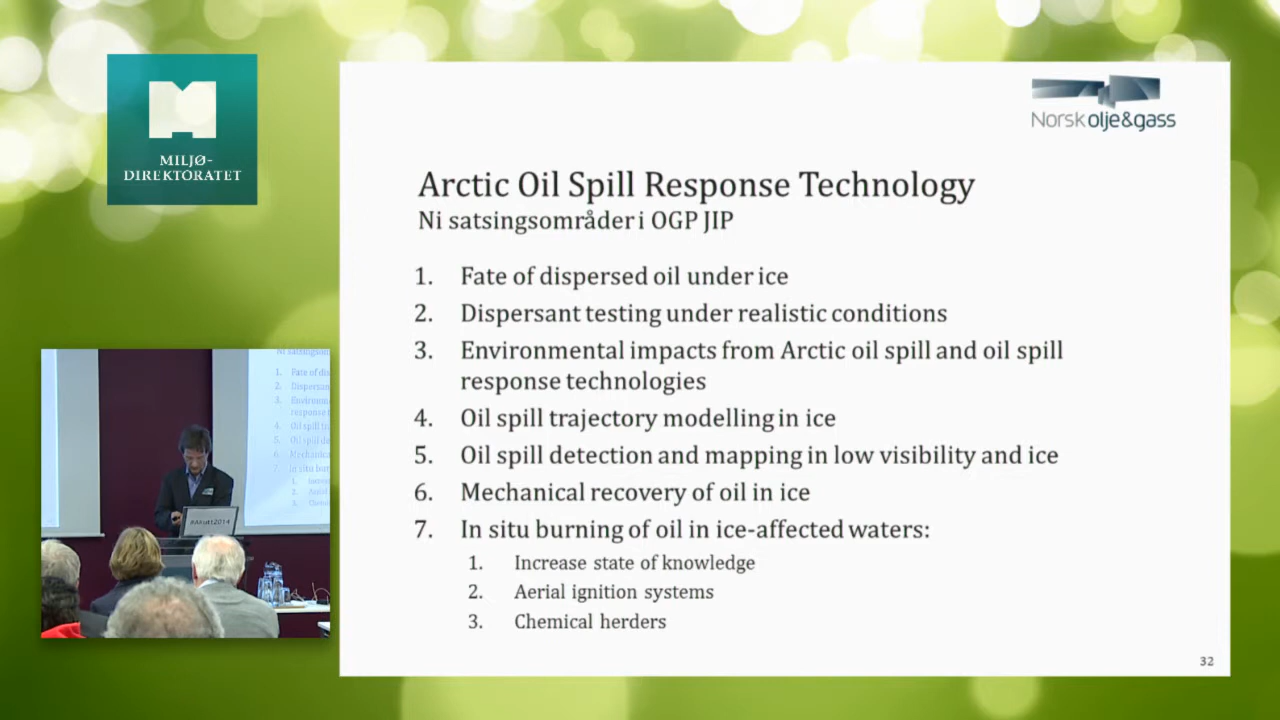 MILJØ-
DIREKTORATET
Norsk olje&gass
Arctic Oil Spill Response Technology
Ni satsingsområder i OGP JIP
1. Fate of dispersed oil under ice
2. Dispersant testing under realistic conditions
3. Environmental impacts from Arctic oil spill and oil spill
response technologies
4. Oil spill trajectory modelling in ice
5. Oil spill detection and mapping in low visibility and ice
6. Mechanical recovery of oil in ice
7. In situ burning of oil in ice-affected waters:
1. Increase state of knowledge
2. Aerial ignition systems
3. Chemical herders
32
#Akutt2014